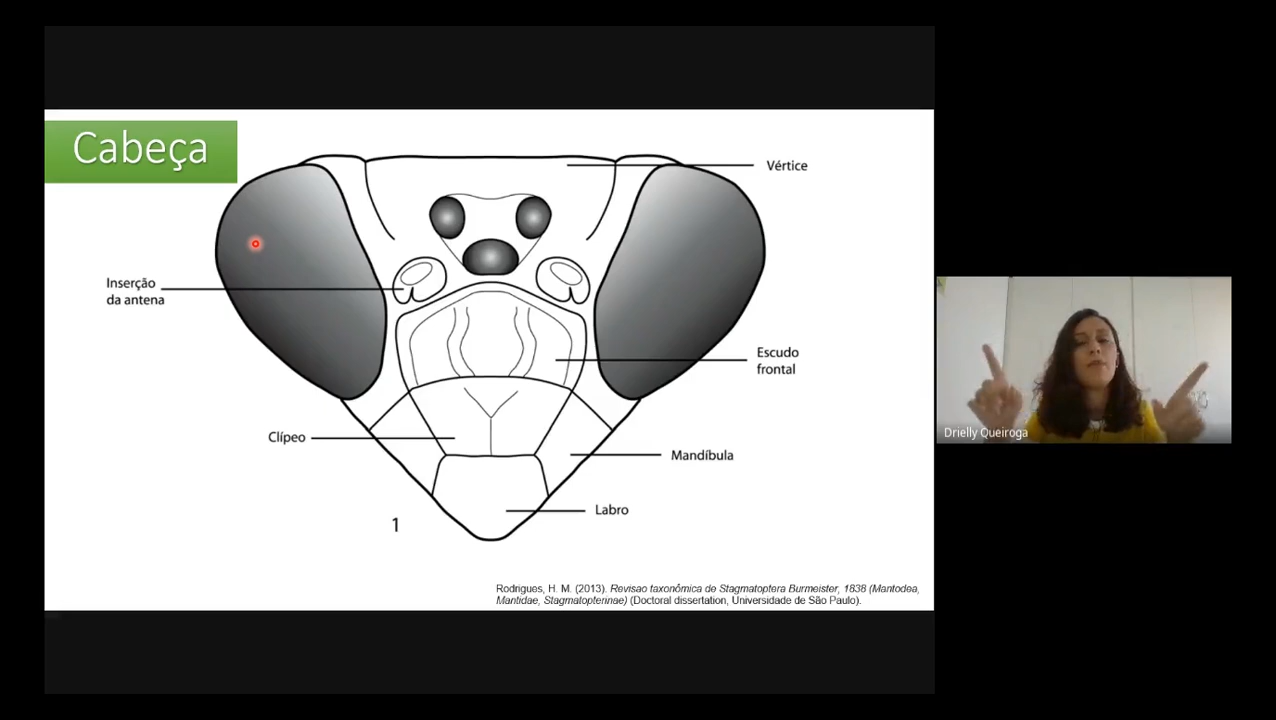 Cabeça
Vértice
Inserção
da antena
Escudo
frontal
Clípeo
Mandíbula
Labro
1
Rodrigues, H. M. (2013). Revisao taxonômica de Stagmatoptera Burmeister, 1838 (Mantodea,
Mantidae, Stagmatopterinae) (Doctoral dissertation, Universidade de São Paulo).
Drielly Queiroga